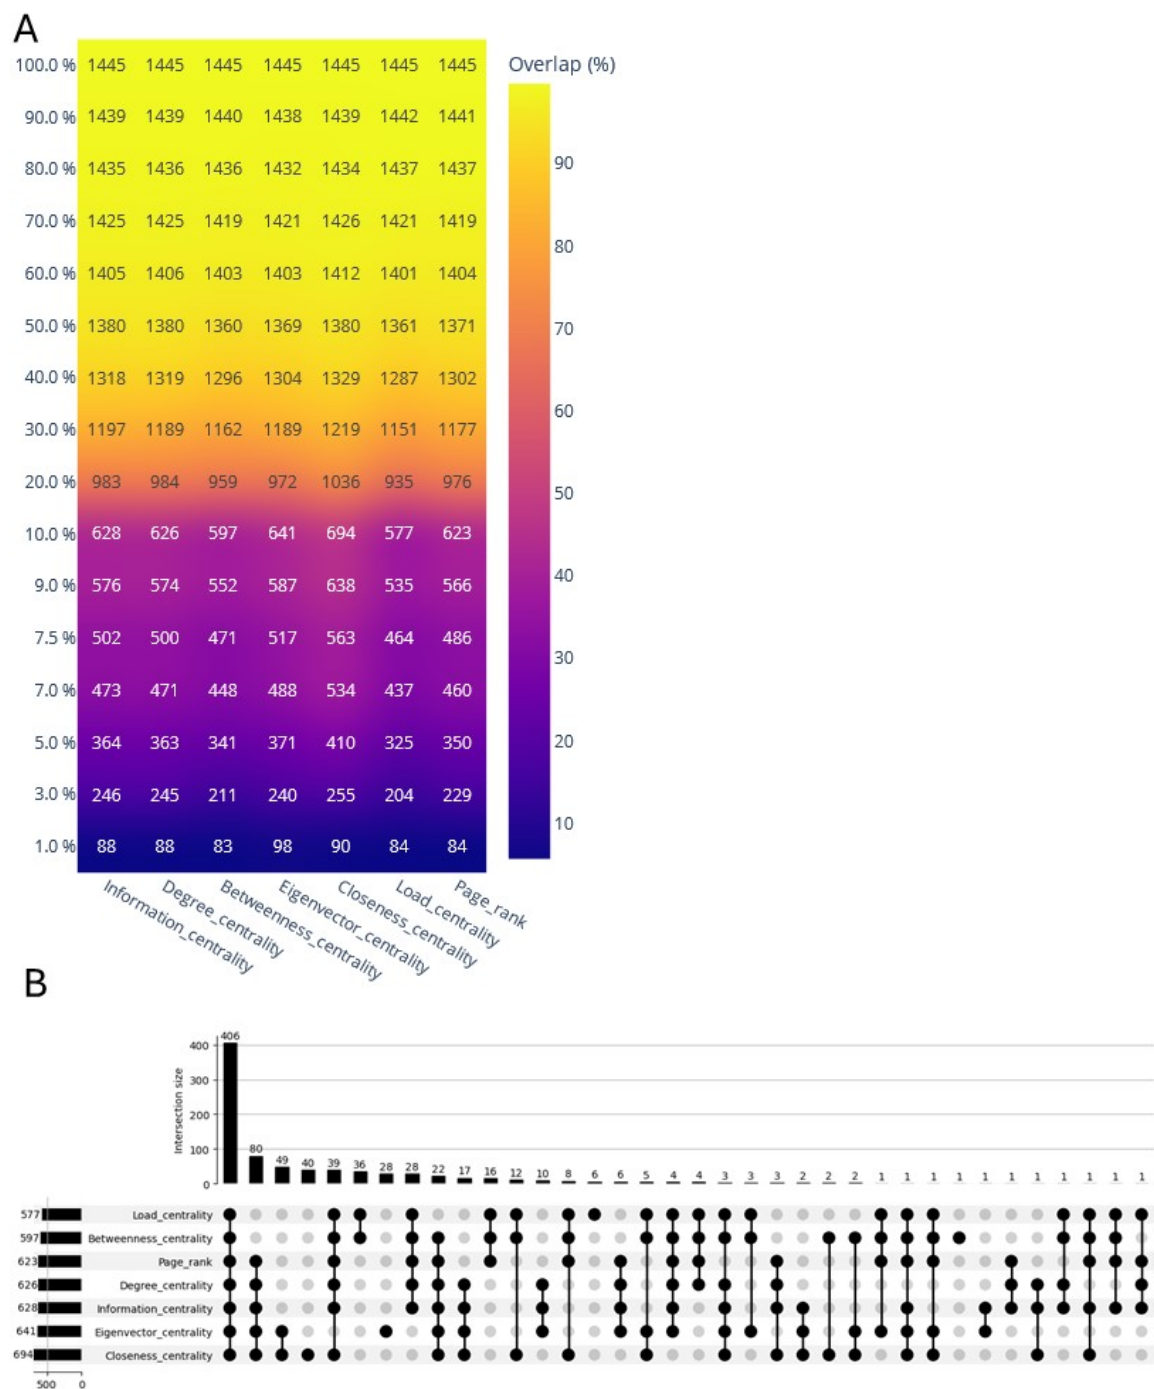 A
Overlap (%)
100.0 % 1445 1445 1445 1445 1445 1445 1445
90.0 % 1439 1439 1440 1438 1439 1442 1441
80.0 % 1435 1436 1436 1432 1434 1437 1437
70.0 % 1425 1425 1419 1421 1426 1421 1419
60.0 % 1405 1406 1403 1403 1412 1401 1404
50.0 % 1380 1380 1360 1369 1380 1361 1371
40.0 % 1318 1319 1296 1304 1329 1287 1302
30.0 % 1197 1189 1162 1189 1219 1151 1177
20.0 % 983 984 959 972 1036 935 976
10.0 % 628 626 597 641 694 577 623
9.0 % 576 574 552 587 638 535 566
7.5 % 502 500 471 517 563 464 486
7.0 % 473 471 448 488 534 437 460
5.0 % 364 363 341 371 410 325 350
3.0 % 246 245 211 240 255 204 229
1.0 % 88 88 83 98 90 84 84
90
80
70
60
50
40
30
20
10
Information_centrality
Degree_centrality
Betweenness_centrality
Eigenvector_centrality
Closeness_centrality
Load_centrality
Page_rank
B
Intersection size
400
300
200
100
0
406 80 49 40 39 36 28 28 22 17 16 12 10 8 6 6 5 4 4 3 3 3 2 2 2 1 1 1 1 1 1 1 1 1 1 1
577 Load_centrality
597 Betweenness_centrality
623 Page_rank
626 Degree_centrality
628 Information_centrality
641 Eigenvector_centrality
694 Closeness_centrality
500 0